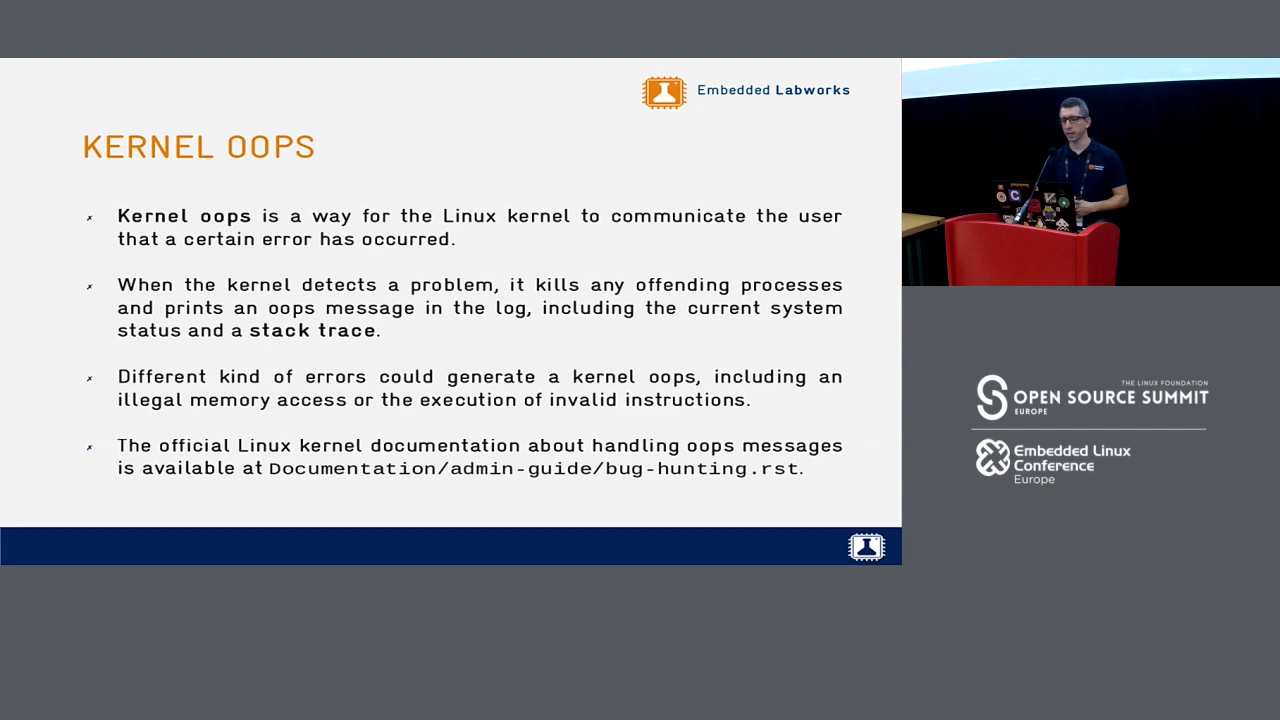 Embedded Labworks
KERNEL OOPS
Kernel oops is a way for the Linux kernel to communicate the user
that a certain error has occurred.
When the kernel detects a problem, it kills any offending processes
and prints an oops message in the log, including the current system
status and a stack trace.
Different kind of errors could generate a kernel oops, including an
illegal memory access or the execution of invalid instructions.
The official Linux kernel documentation about handling oops messages
is available at Documentation/admin-guide/bug-hunting.rst.
THE LINUX FOUNDATION
OPEN SOURCE SUMMIT
EUROPE
Embedded Linux
Conference
Europe